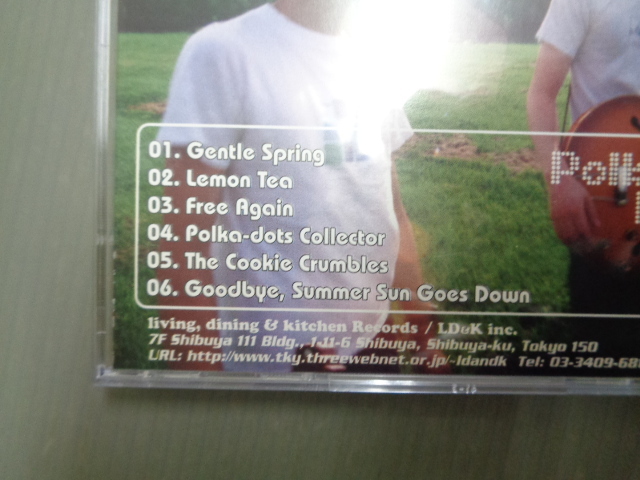 01. Gentle Spring
02. Lemon Tea
03. Free Again
04. Polka-dots Collector
05. The Cookie Crumbles
06. Goodbye, Summer Sun Goes Down
living, dining & kitchen Records / LD&K inc.
7F Shibuya 111 Bldg., 1-11-6 Shibuya, Shibuya-ku, Tokyo 150
URL: http://www.tky.threewebnet.or.jp/~ldandk Tel: 03-3409-68